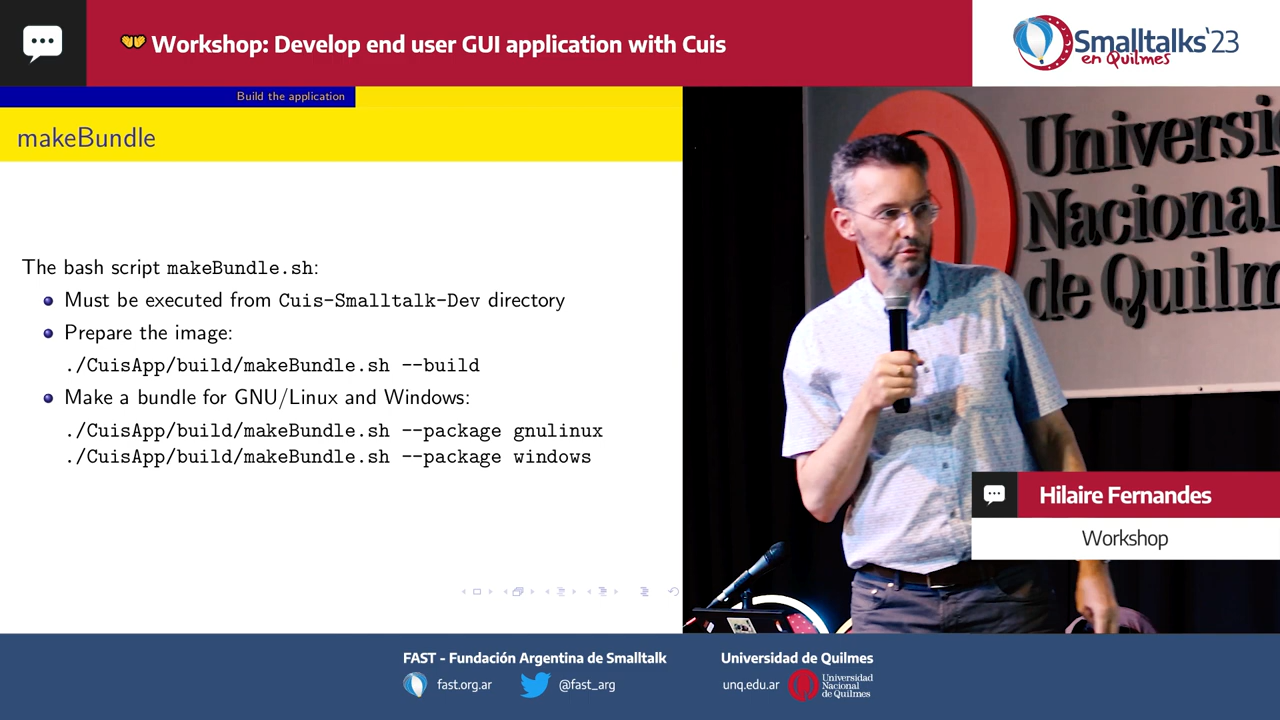 Workshop: Develop end user GUI application with Cuis
Smalltalks'23
en Quilmes
Build the application
makeBundle
The bash script makeBundle.sh:
Must be executed from Cuis-Smalltalk-Dev directory
Prepare the image:
./CuisApp/build/makeBundle.sh --build
Make a bundle for GNU/Linux and Windows:
./CuisApp/build/makeBundle.sh --package gnulinux
./CuisApp/build/makeBundle.sh --package windows
Universi
Nacional
de Quilm
Hilaire Fernandes
Workshop
FAST - Fundación Argentina de Smalltalk
fast.org.ar
@fast_arg
Universidad de Quilmes
unq.edu.ar
Universidad
Nacional
de Quilmes